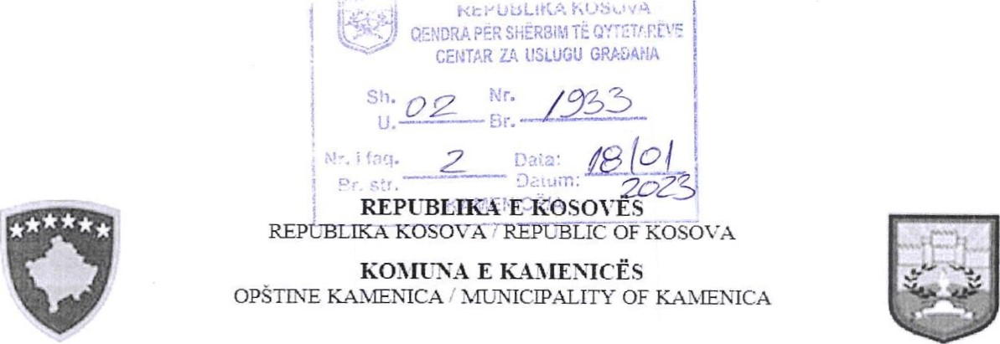 REPUBLIKA KOSOVA
QENDRA PËR SHËRBIM TË QYTETARËVE
CENTAR ZA USLUGU GRAĐANA
Sh. 02 Nr. 1933
U. Br.
Nr. i faq. 2 Data: 18/01
Br. str. Datum: 2023
REPUBLIKA E KOSOVËS
REPUBLIKA KOSOVA / REPUBLIC OF KOSOVA
KOMUNA E KAMENICËS
OPŠTINE KAMENICA / MUNICIPALITY OF KAMENICA